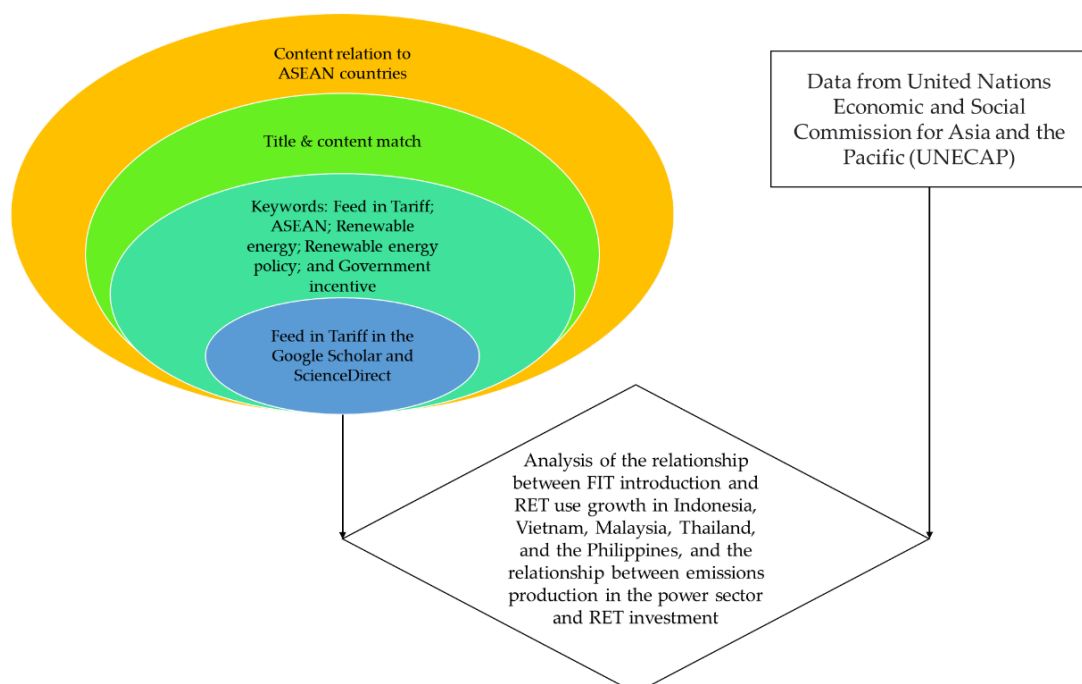 Content relation to
ASEAN countries
Title & content match
Keywords: Feed in Tariff;
ASEAN; Renewable
energy; Renewable energy
policy; and Government
incentive
Feed in Tariff in the
Google Scholar and
ScienceDirect
Data from United Nations
Economic and Social
Commission for Asia and the
Pacific (UNECAP)
Analysis of the relationship
between FIT introduction and
RET use growth in Indonesia,
Vietnam, Malaysia, Thailand,
and the Philippines, and the
relationship between emissions
production in the power sector
and RET investment